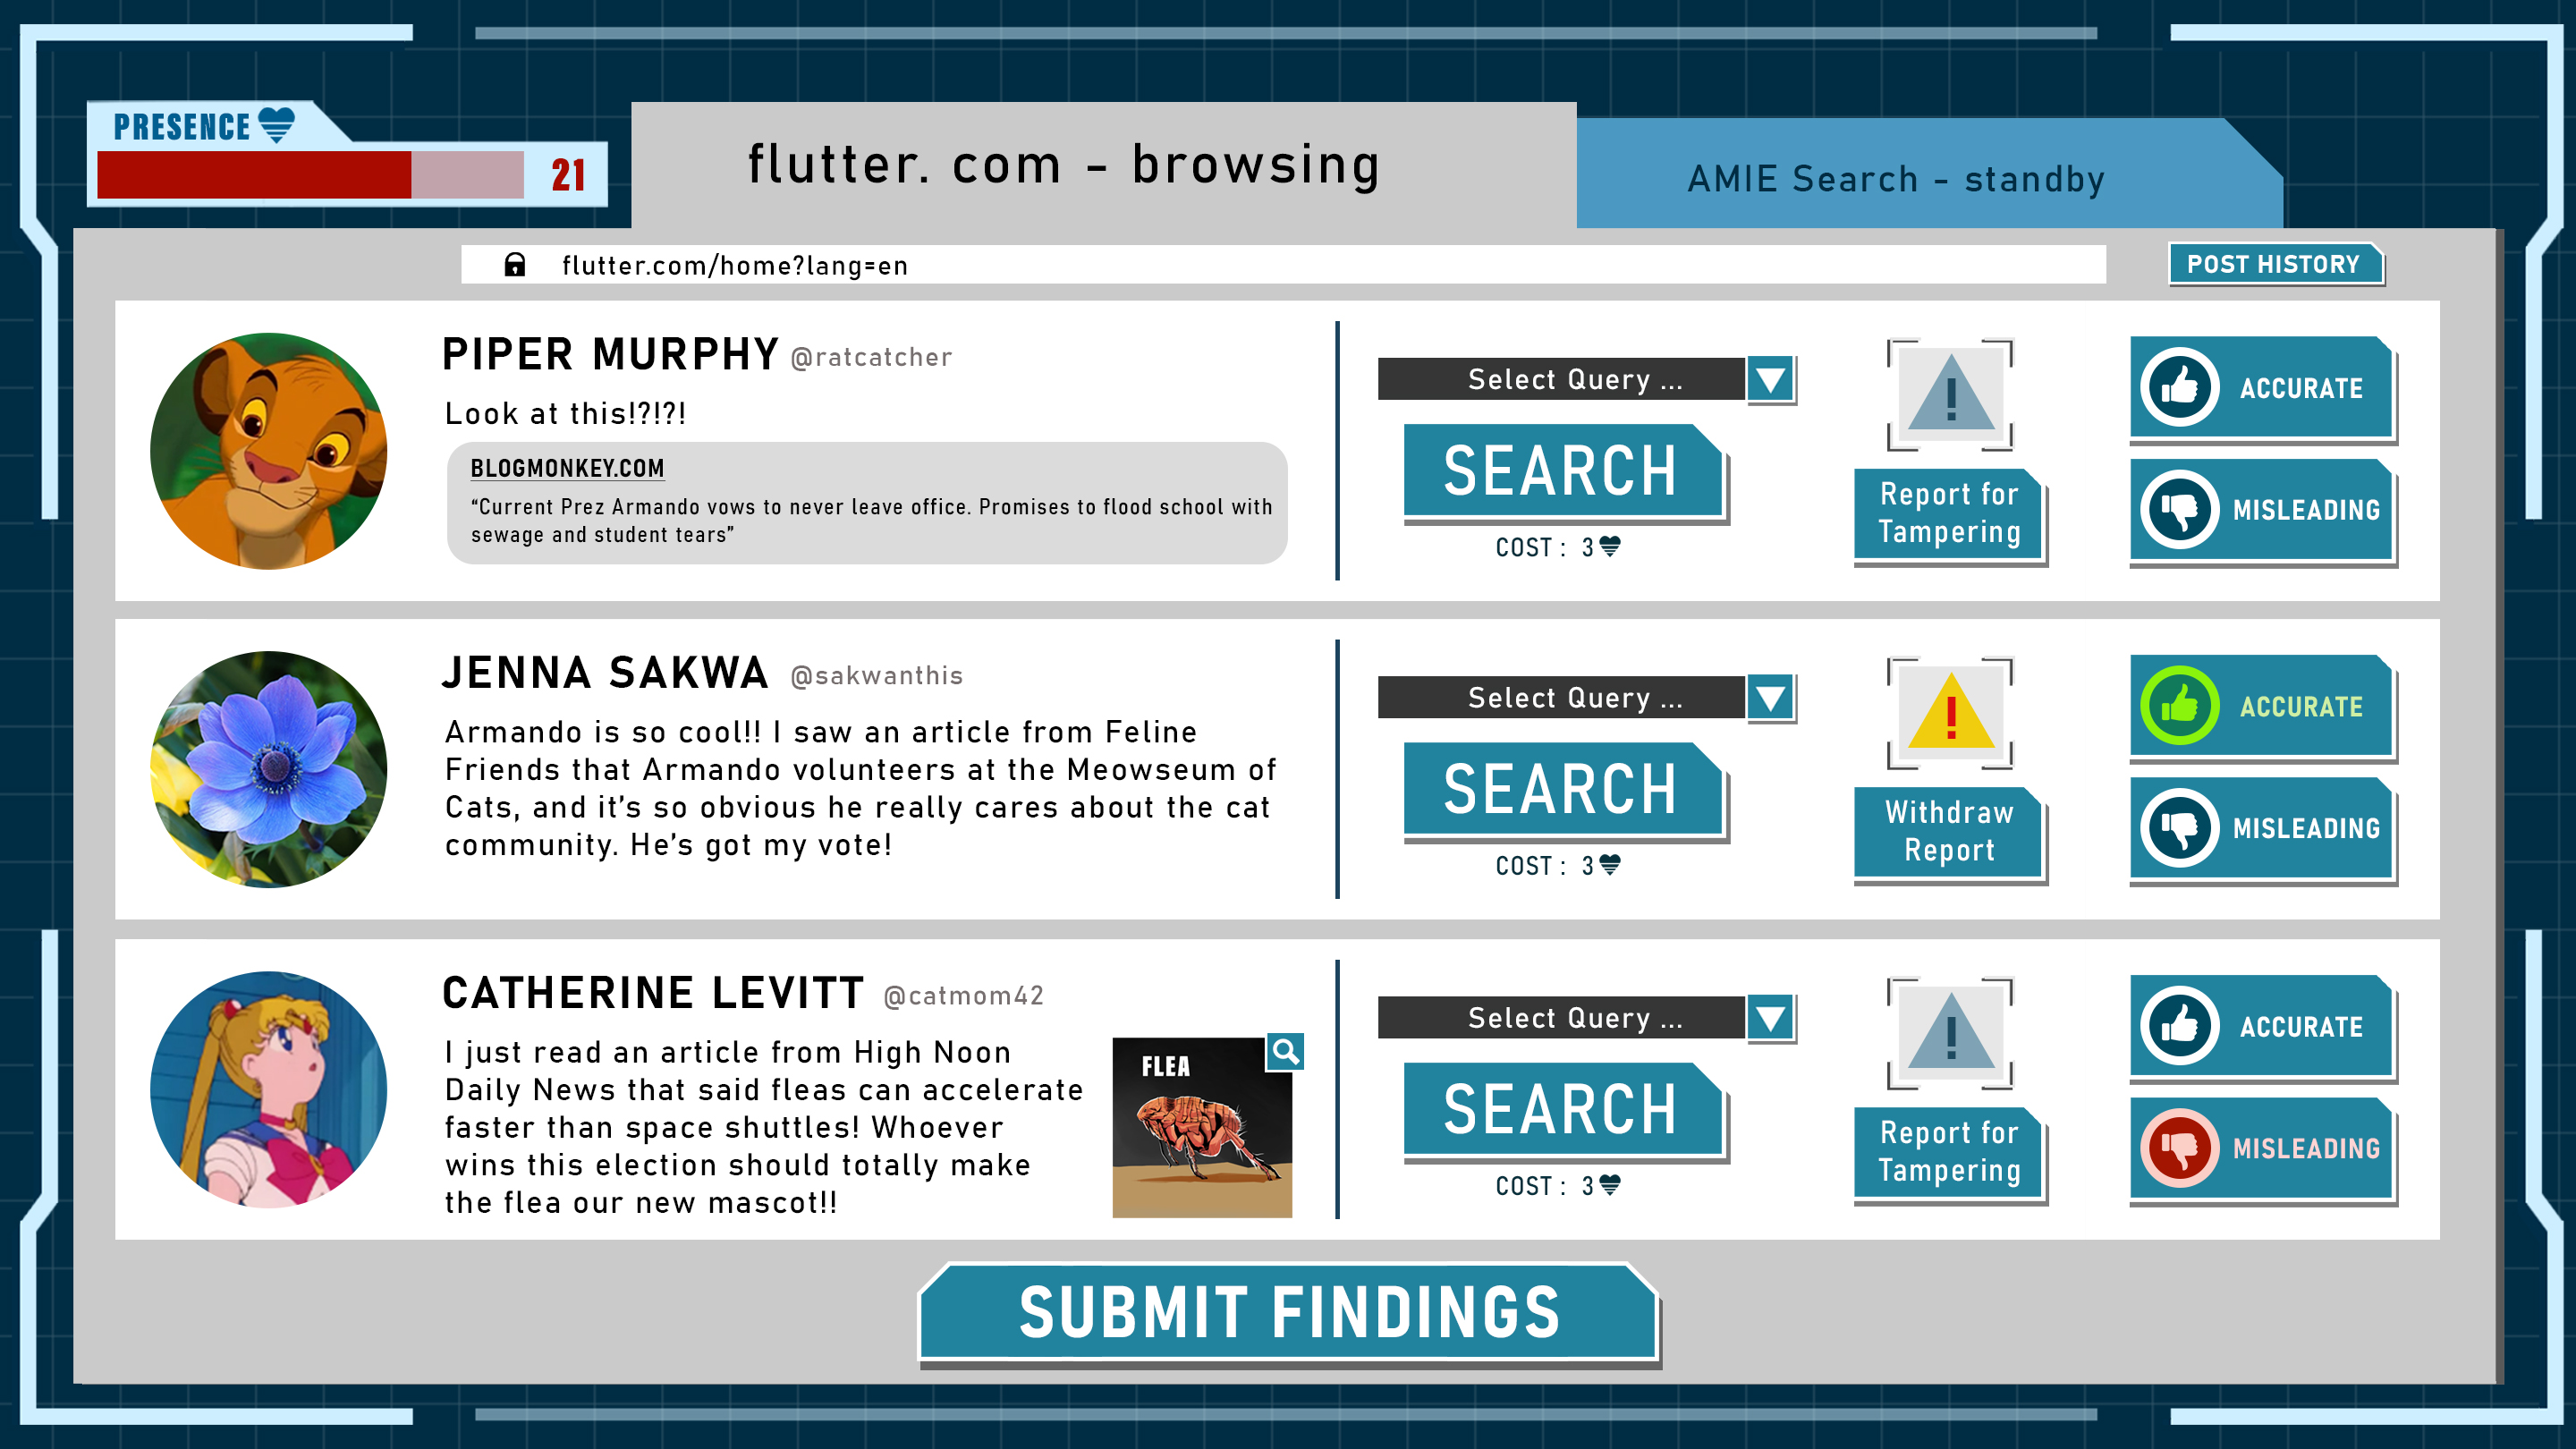 PRESENCE
21
flutter. com - browsing
AMIE Search - standby
flutter.com/home?lang=en
POST HISTORY
PIPER MURPHY @ratcatcher
Look at this!?!?!
BLOGMONKEY.COM
“Current Prez Armando vows to never leave office. Promises to flood school with
sewage and student tears”
Select Query ...
SEARCH
COST : 3
!
Report for
Tampering
ACCURATE
MISLEADING
JENNA SAKWA @sakwanthis
Armando is so cool!! I saw an article from Feline
Friends that Armando volunteers at the Meowseum of
Cats, and it’s so obvious he really cares about the cat
community. He’s got my vote!
Select Query ...
SEARCH
COST : 3
!
Withdraw
Report
ACCURATE
MISLEADING
CATHERINE LEVITT @catmom42
I just read an article from High Noon
Daily News that said fleas can accelerate
faster than space shuttles! Whoever
wins this election should totally make
the flea our new mascot!!
FLEA
Select Query ...
SEARCH
COST : 3
!
Report for
Tampering
ACCURATE
MISLEADING
SUBMIT FINDINGS